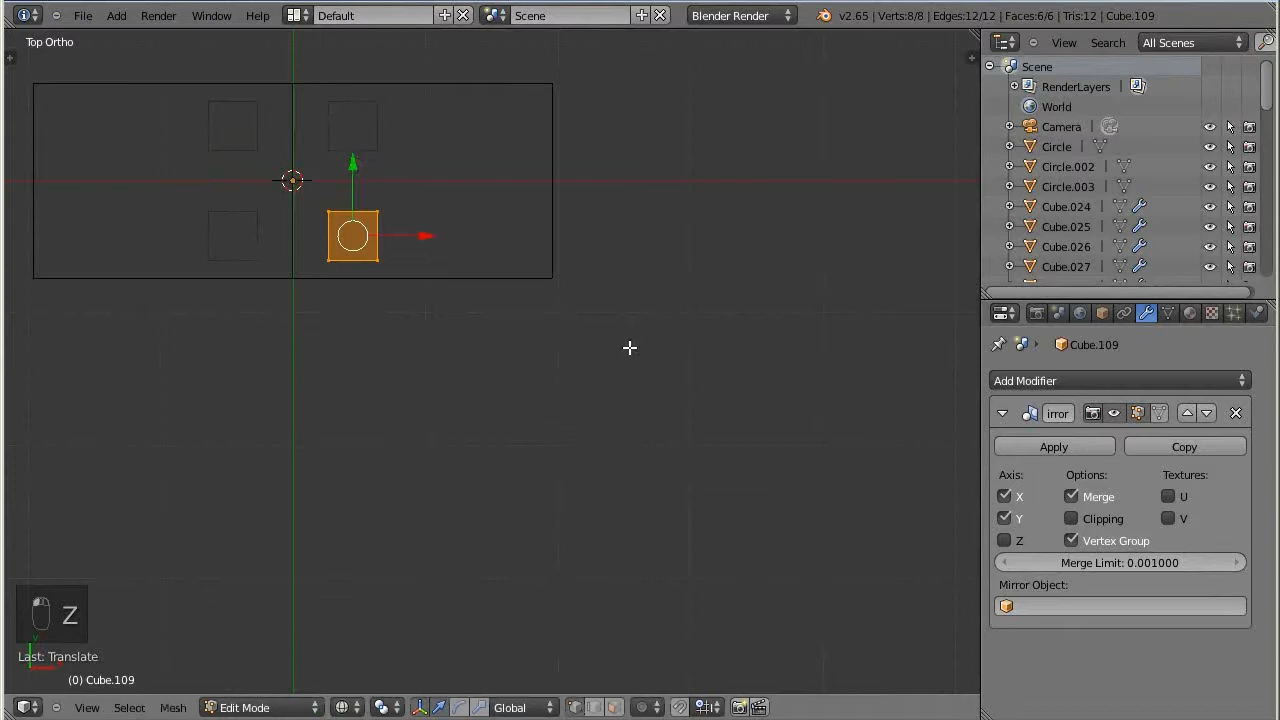 File Add Render Window Help Default Scene Blender Render v2.65 | Verts:8/8 | Edges:12/12 | Faces:6/6 | Tris:12 | Cube.109
Top Ortho
View Search All Scenes
Scene
RenderLayers |
World
Camera |
Circle |
Circle.002 |
Circle.003 |
Cube.024 |
Cube.025 |
Cube.026 |
Cube.027 |
Cube.109
Add Modifier
irror
Apply Copy
Axis: Options: Textures:
X Merge U
Y Clipping V
Z Vertex Group
Merge Limit: 0.001000
Mirror Object:
Z
y
Last: Translate
(0) Cube.109
View Select Mesh Edit Mode Global